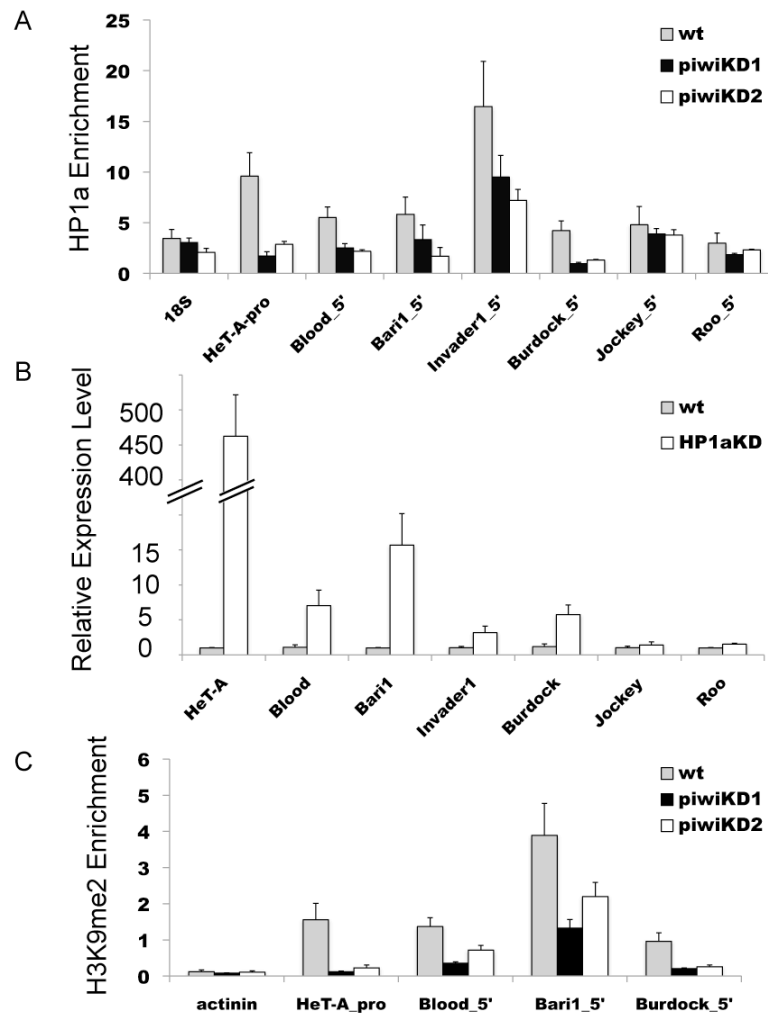 A
HP1a Enrichment
25
20
15
10
5
0
wt
piwiKD1
piwiKD2
18S
HeT-A-pro
Blood_5'
Bari1_5'
Invader1_5'
Burdock_5'
Jockey_5'
Roo_5'
B
Relative Expression Level
500
450
400
15
10
5
0
wt
HP1aKD
HeT-A
Blood
Bari1
Invader1
Burdock
Jockey
Roo
C
H3K9me2 Enrichment
6
5
4
3
2
1
0
wt
piwiKD1
piwiKD2
actinin
HeT-A_pro
Blood_5'
Bari1_5'
Burdock_5'